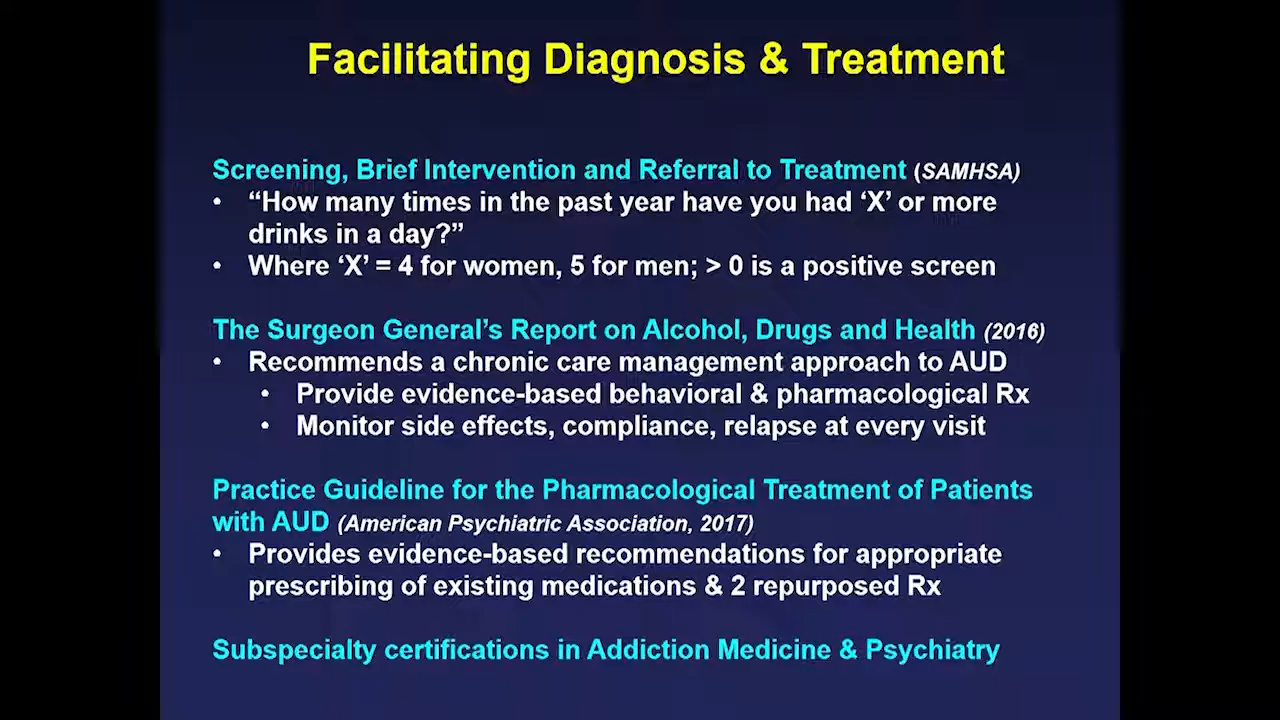 Facilitating Diagnosis & Treatment
Screening, Brief Intervention and Referral to Treatment (SAMHSA)
• “How many times in the past year have you had ‘X’ or more
drinks in a day?”
• Where ‘X’ = 4 for women, 5 for men; > 0 is a positive screen
The Surgeon General’s Report on Alcohol, Drugs and Health (2016)
• Recommends a chronic care management approach to AUD
• Provide evidence-based behavioral & pharmacological Rx
• Monitor side effects, compliance, relapse at every visit
Practice Guideline for the Pharmacological Treatment of Patients
with AUD (American Psychiatric Association, 2017)
• Provides evidence-based recommendations for appropriate
prescribing of existing medications & 2 repurposed Rx
Subspecialty certifications in Addiction Medicine & Psychiatry